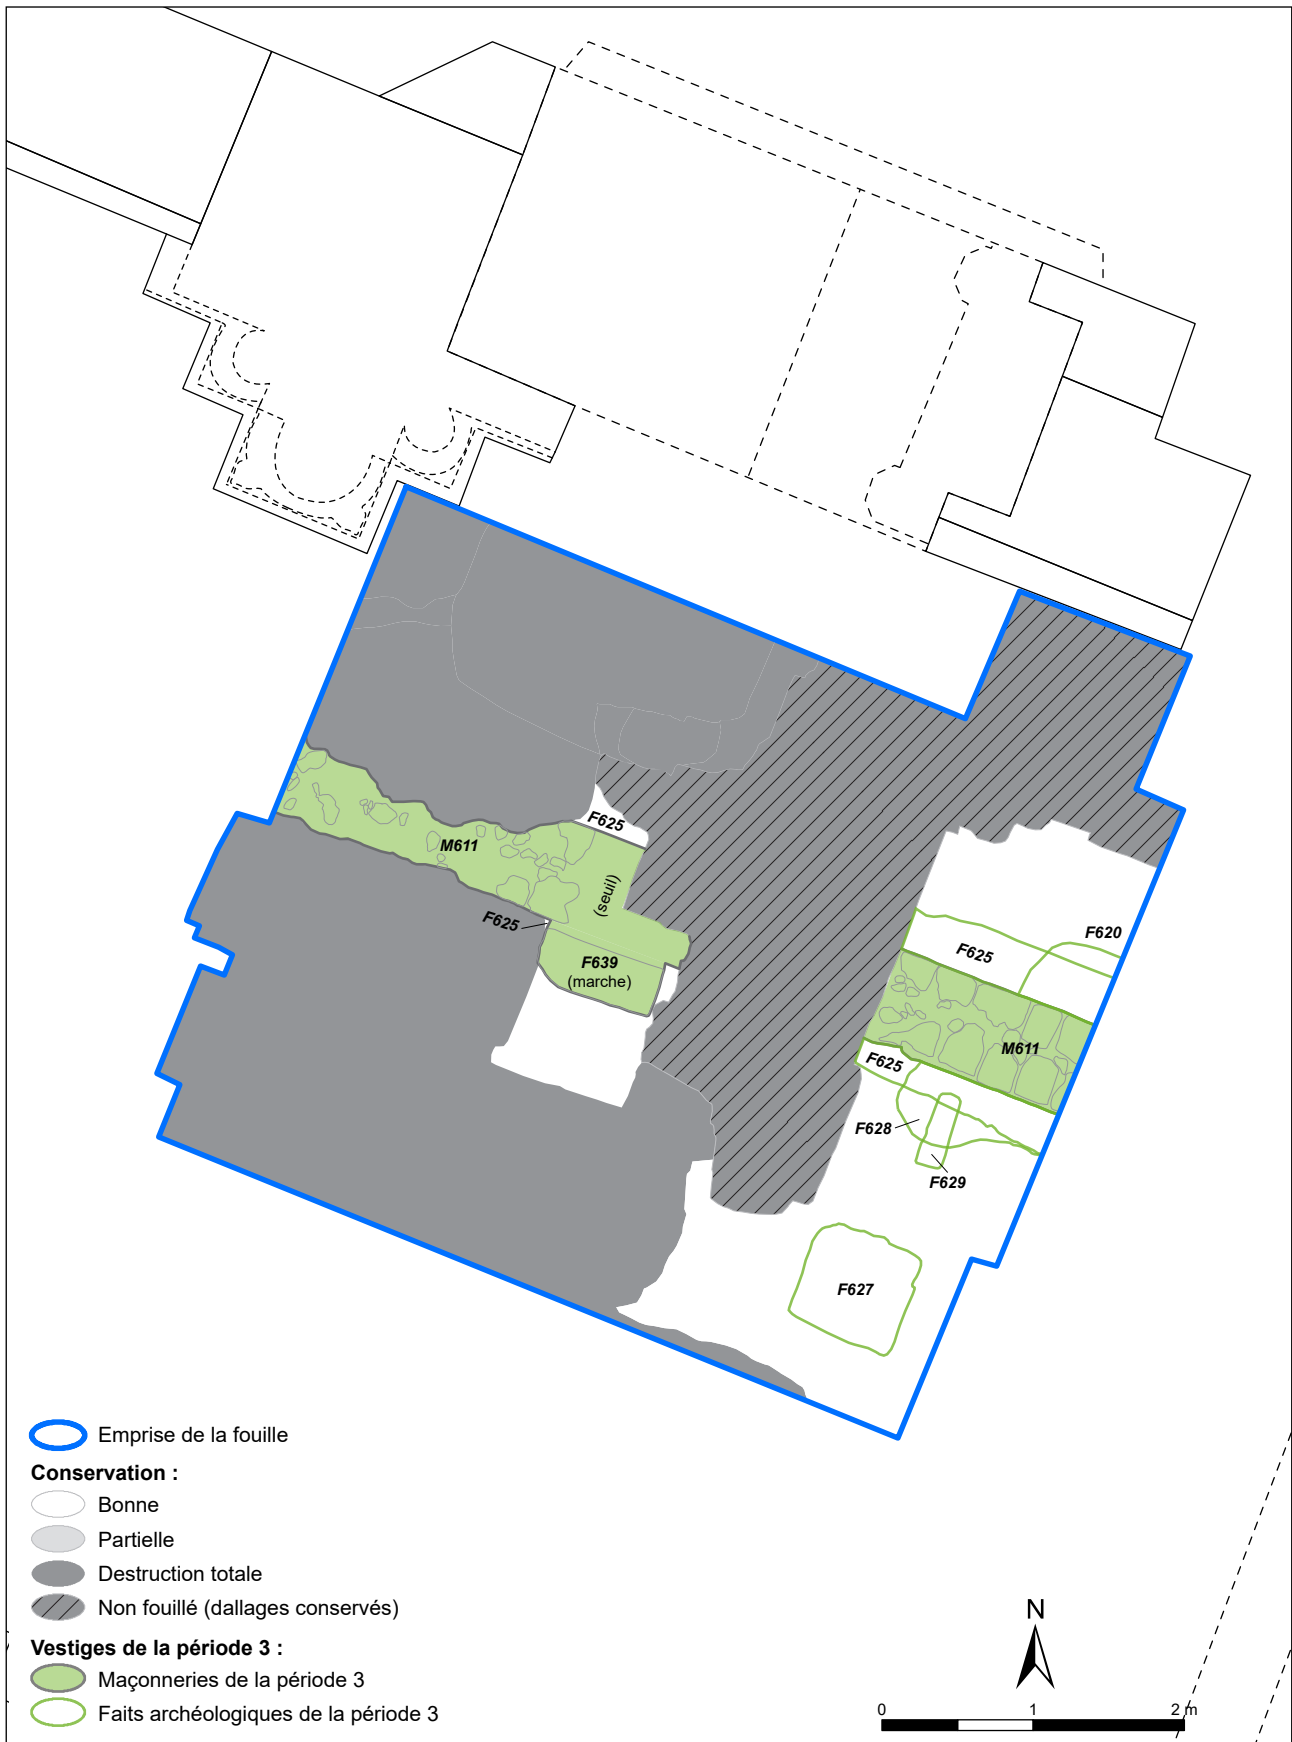 F625
M611
(seuil)
F625
F639
(marche)
F620
F625
M611
F625
F628
F629
F627
Emprise de la fouille
Conservation :
Bonne
Partielle
Destruction totale
Non fouillé (dallages conservés)
Vestiges de la période 3 :
Maçonneries de la période 3
Faits archéologiques de la période 3
N
0 1 2 m